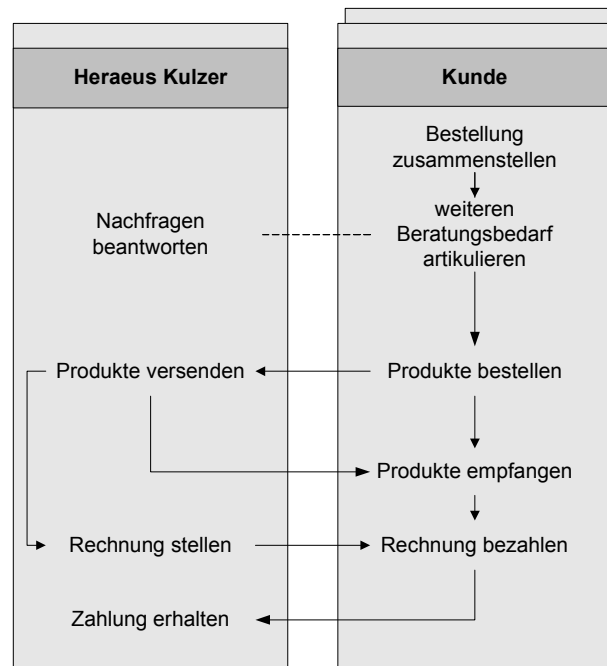 Heraeus Kulzer
Kunde
Bestellung
zusammenstellen
Nachfragen
beantworten
weiteren
Beratungsbedarf
artikulieren
Produkte versenden
Produkte bestellen
Produkte empfangen
Rechnung stellen
Rechnung bezahlen
Zahlung erhalten